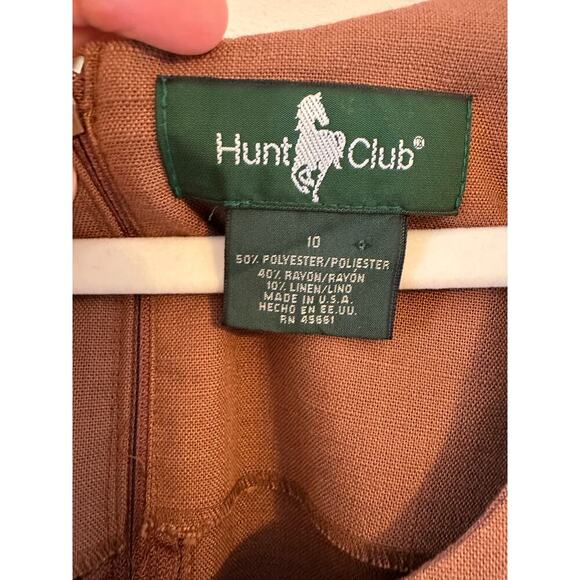 Hunt Club®
10
50% POLYESTER/POLIESTER
40% RAYON/RAYÓN
10% LINEN/LINO
MADE IN U.S.A.
HECHO EN EE.UU.
RN 45661